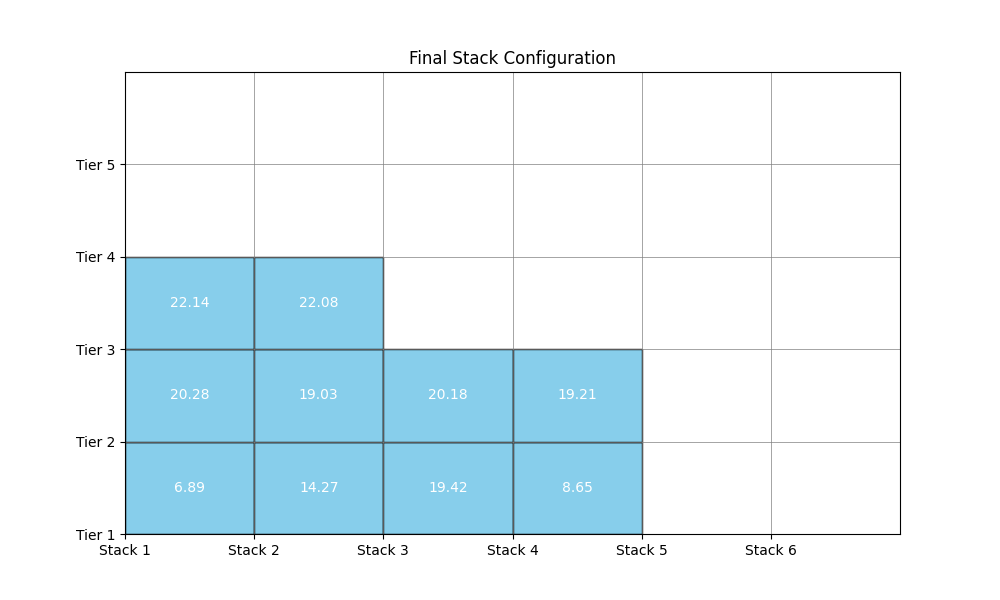 Final Stack Configuration
Tier 5
Tier 4
22.14 22.08
Tier 3
20.28 19.03 20.18 19.21
Tier 2
6.89 14.27 19.42 8.65
Tier 1
Stack 1 Stack 2 Stack 3 Stack 4 Stack 5 Stack 6